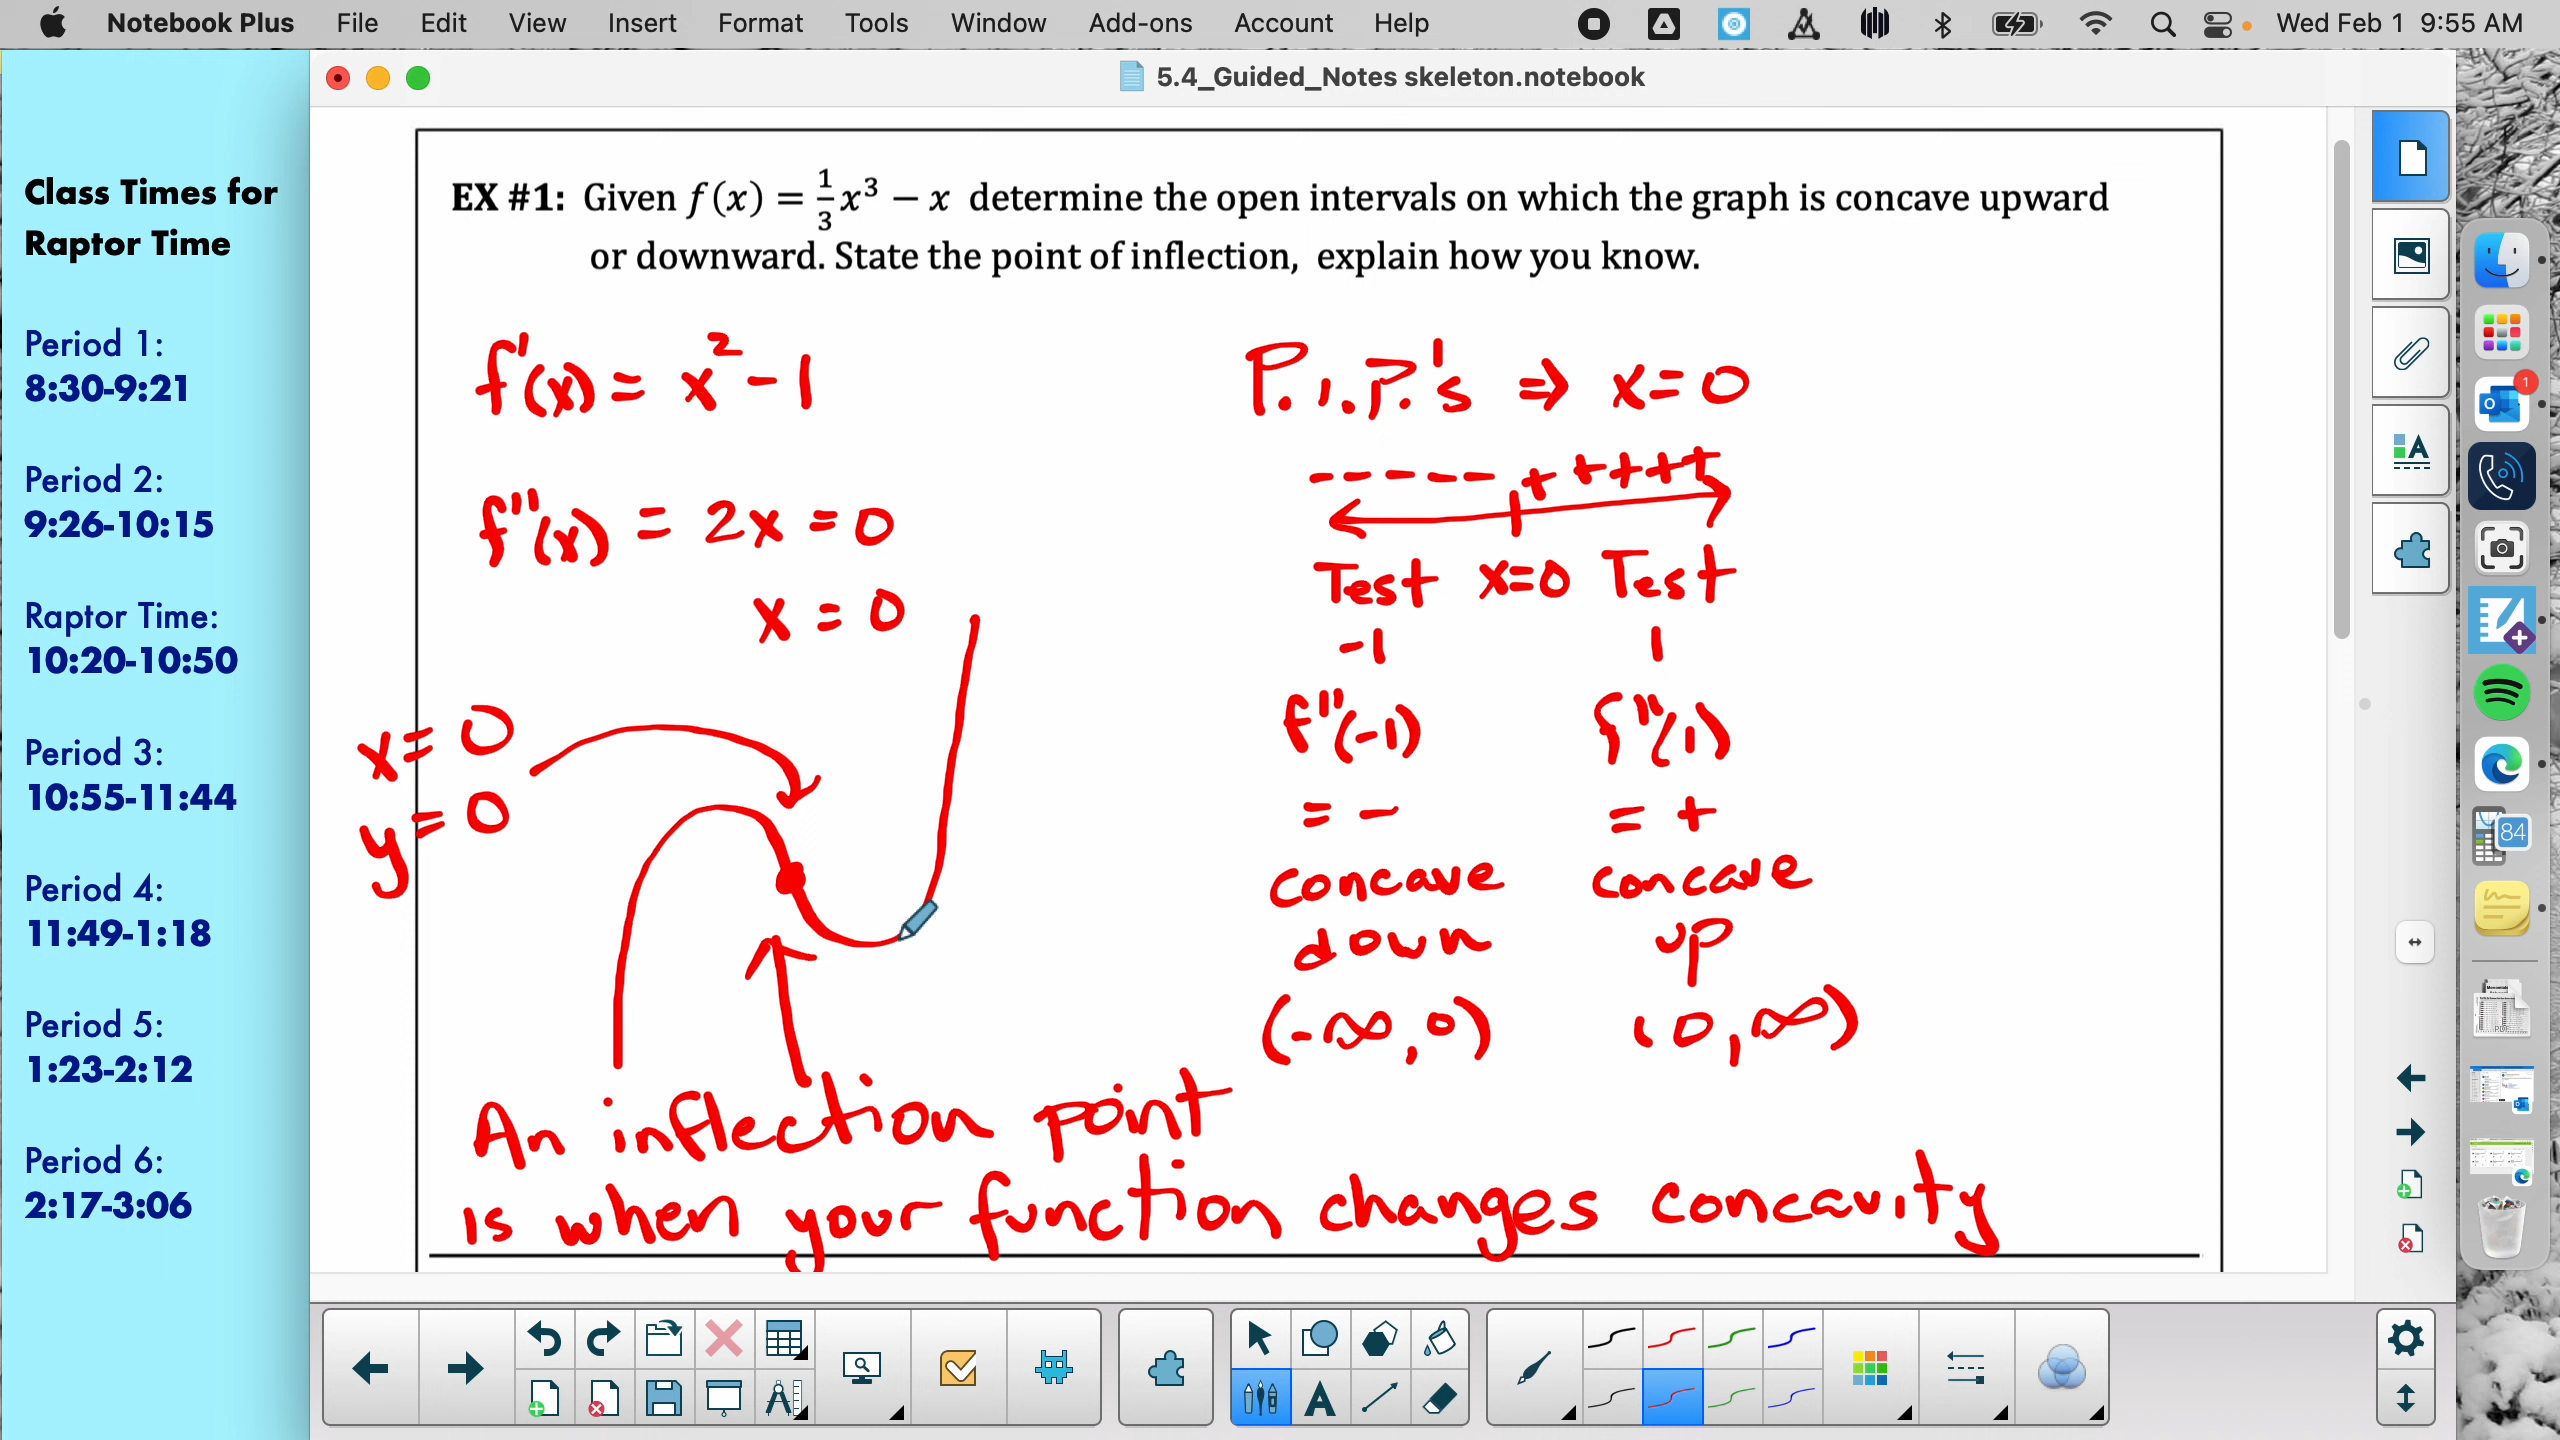 Notebook Plus File Edit View Insert Format Tools Window Add-ons Account Help Wed Feb 1 9:55 AM
5.4_Guided_Notes skeleton.notebook
Class Times for
Raptor Time
Period 1:
8:30-9:21
Period 2:
9:26-10:15
Raptor Time:
10:20-10:50
Period 3:
10:55-11:44
Period 4:
11:49-1:18
Period 5:
1:23-2:12
Period 6:
2:17-3:06
EX #1: Given f(x) = 1/3 x³ − x determine the open intervals on which the graph is concave upward
or downward. State the point of inflection, explain how you know.
f'(x) = x² - 1
f''(x) = 2x = 0
x = 0
x = 0
y = 0
P.I.P.'s ⇒ x=0
- - - - - + + + + +
Test x=0 Test
-1 1
f''(-1) f''(1)
= - = +
concave concave
down up
(-∞,0) (0,∞)
An inflection point
is when your function changes concavity
1
84
A
A
PDF